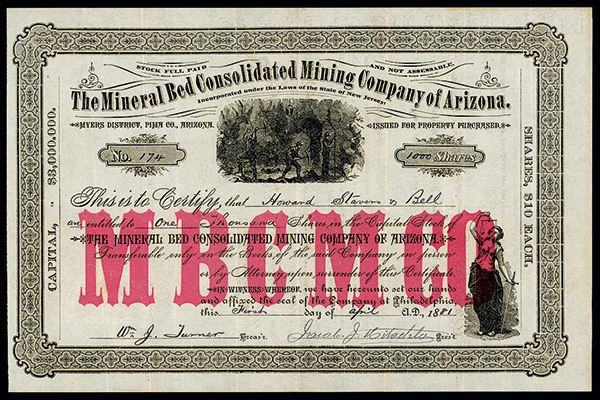 STOCK FULL PAID AND NOT ASSESSABLE.
The Mineral Bed Consolidated Mining Company of Arizona.
Incorporated under the Laws of the State of New Jersey.
MYERS DISTRICT, PIMA CO., ARIZONA.
ISSUED FOR PROPERTY PURCHASED.
No. 174
1000 Shares
CAPITAL, $3,000,000.
SHARES, $10 EACH.
This is to Certify, that Howard Stavers & Bell
are entitled to One Thousand Shares, in the Capital Stock of
THE MINERAL BED CONSOLIDATED MINING COMPANY OF ARIZONA.
Transferable only in the Books of the said Company in person
or by Attorney upon surrender of this Certificate.
IN WITNESS WHEREOF, we have hereunto set our hands
and affixed the seal of the Company at Philadelphia
this First day of April A.D., 1881
Wm J. Turner Treas't.
Jacob J. Pres't.